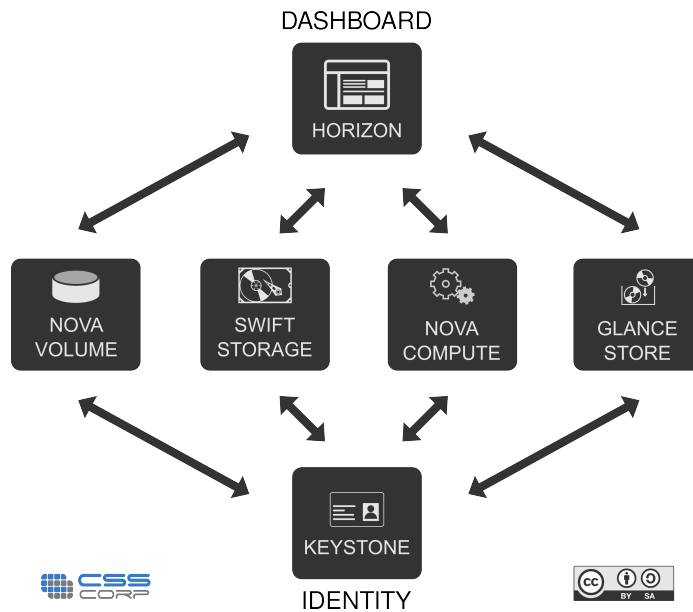 DASHBOARD
HORIZON
NOVA
VOLUME
SWIFT
STORAGE
NOVA
COMPUTE
GLANCE
STORE
KEYSTONE
IDENTITY
CSS
CORP
cc
BY SA